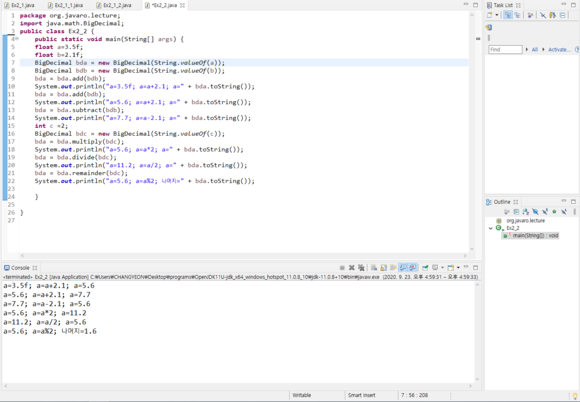 Ex2_1.java
Ex2_1_1.java
Ex2_1_2.java
*Ex2_2.java
1 package org.javaro.lecture;
2 import java.math.BigDecimal;
3 public class Ex2_2 {
4 public static void main(String[] args) {
5 float a=3.5f;
6 float b=2.1f;
7 BigDecimal bda = new BigDecimal(String.valueOf(a));
8 BigDecimal bdb = new BigDecimal(String.valueOf(b));
9 bda = bda.add(bdb);
10 System.out.println("a=3.5f; a=a+2.1; a=" + bda.toString());
11 bda = bda.add(bdb);
12 System.out.println("a=5.6; a=a+2.1; a=" + bda.toString());
13 bda = bda.subtract(bdb);
14 System.out.println("a=7.7; a=a-2.1; a=" + bda.toString());
15 int c =2;
16 BigDecimal bdc = new BigDecimal(String.valueOf(c));
17 bda = bda.multiply(bdc);
18 System.out.println("a=5.6; a=a*2; a=" + bda.toString());
19 bda = bda.divide(bdc);
20 System.out.println("a=11.2; a=a/2; a=" + bda.toString());
21 bda = bda.remainder(bdc);
22 System.out.println("a=5.6; a=a%2; 나머지=" + bda.toString());
23
24 }
25
26 }
27
Task List
Find
All
Activate...
Outline
org.javaro.lecture
Ex2_2
main(String[]) : void
Console
<terminated> Ex2_2 [Java Application] C:₩Users₩CHANGYEON₩Desktop₩programs₩OpenJDK11U-jdk_x64_windows_hotspot_11.0.8_10₩jdk-11.0.8+10₩bin₩javaw.exe (2020. 9. 23. 오후 4:59:31 – 오후 4:59:33)
a=3.5f; a=a+2.1; a=5.6
a=5.6; a=a+2.1; a=7.7
a=7.7; a=a-2.1; a=5.6
a=5.6; a=a*2; a=11.2
a=11.2; a=a/2; a=5.6
a=5.6; a=a%2; 나머지=1.6
Writable
Smart Insert
7 : 56 : 208